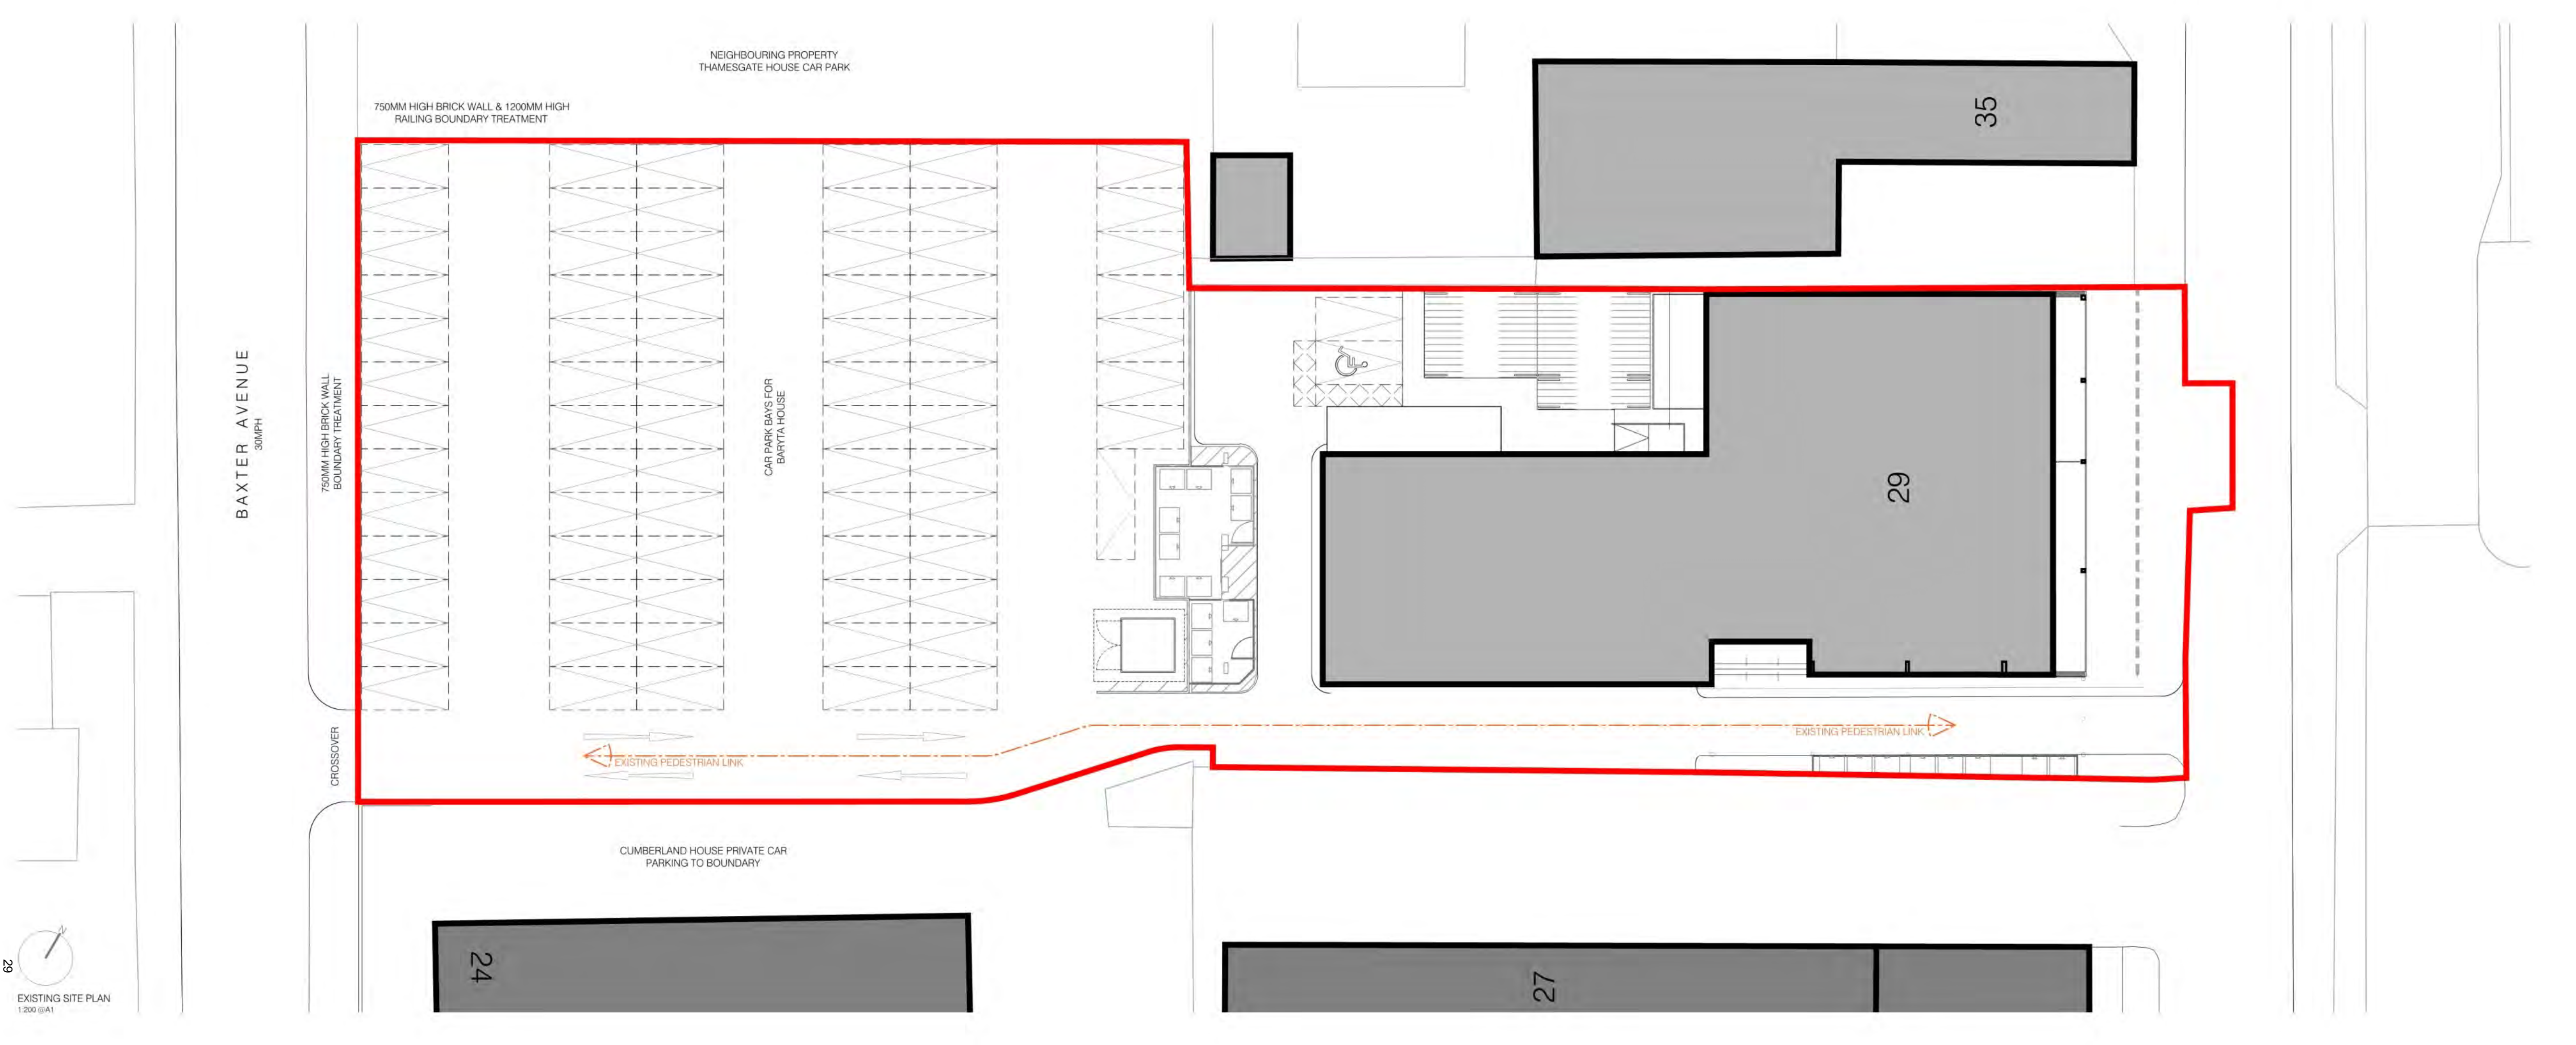 NEIGHBOURING PROPERTY
THAMESGATE HOUSE CAR PARK
750MM HIGH BRICK WALL & 1200MM HIGH
RAILING BOUNDARY TREATMENT
35
BAXTER AVENUE
30MPH
750MM HIGH BRICK WALL
BOUNDARY TREATMENT
CAR PARK BAYS FOR
BARYTA HOUSE
29
CROSSOVER
EXISTING PEDESTRIAN LINK
EXISTING PEDESTRIAN LINK
CUMBERLAND HOUSE PRIVATE CAR
PARKING TO BOUNDARY
24
27
N
29
EXISTING SITE PLAN
1:200 @A1